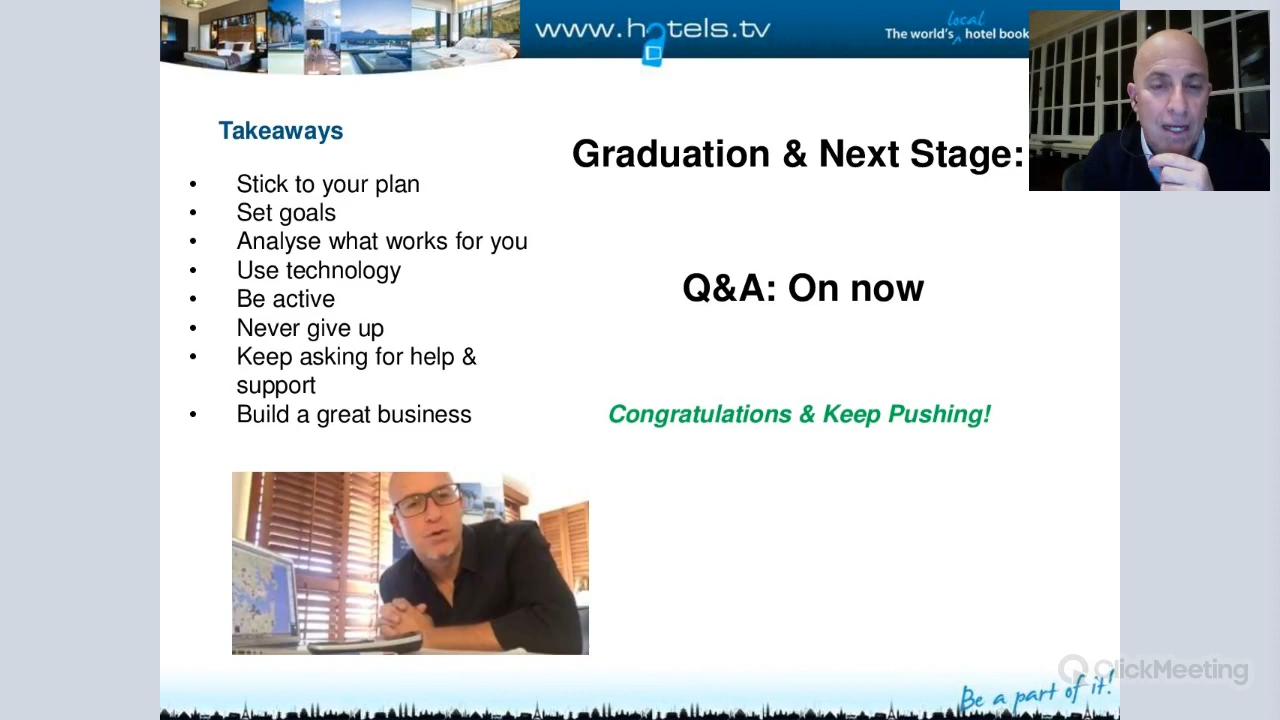 www.hotels.tv
The world's local hotel book
Takeaways
• Stick to your plan
• Set goals
• Analyse what works for you
• Use technology
• Be active
• Never give up
• Keep asking for help &
support
• Build a great business
Graduation & Next Stage:
Q&A: On now
Congratulations & Keep Pushing!
ClickMeeting
Be a part of it!